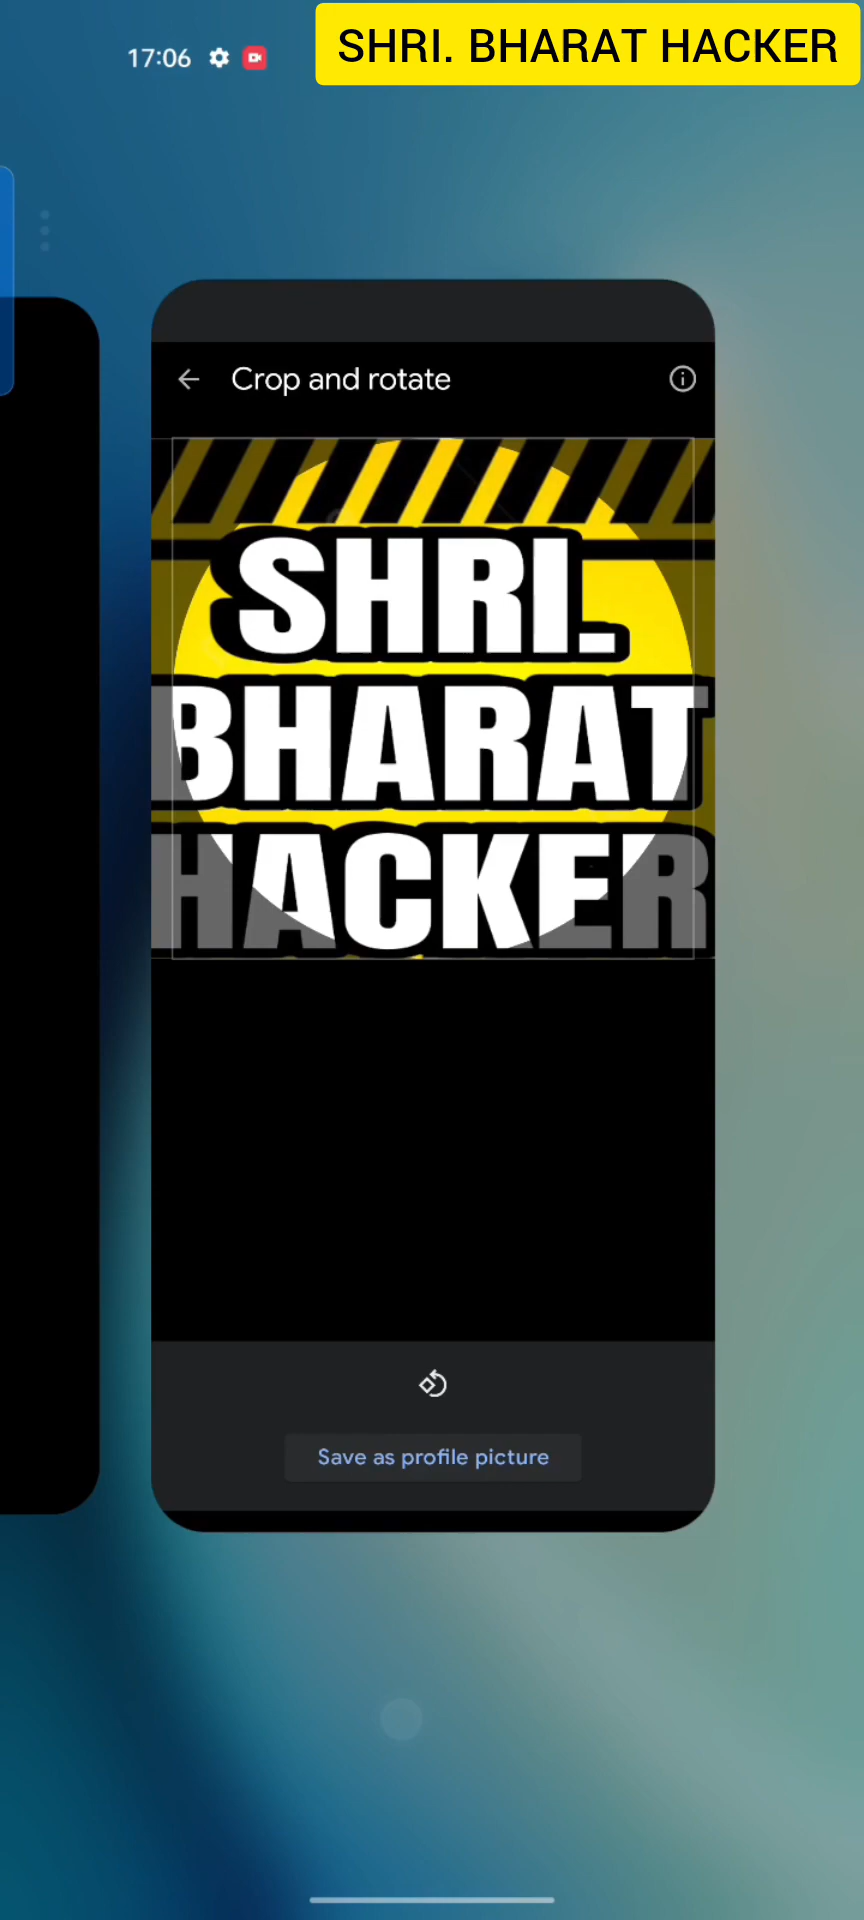 SHRI. BHARAT HACKER
17:06
Crop and rotate
SHRI.
BHARAT
HACKER
Save as profile picture